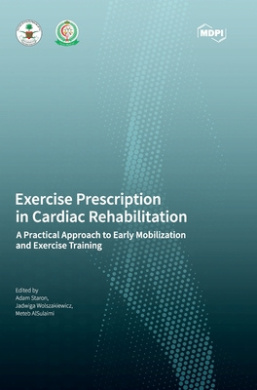 MDPI
Exercise Prescription
in Cardiac Rehabilitation
A Practical Approach to Early Mobilization
and Exercise Training
Edited by
Adam Staron,
Jadwiga Wolszakiewicz,
Meteb AlSulaimi